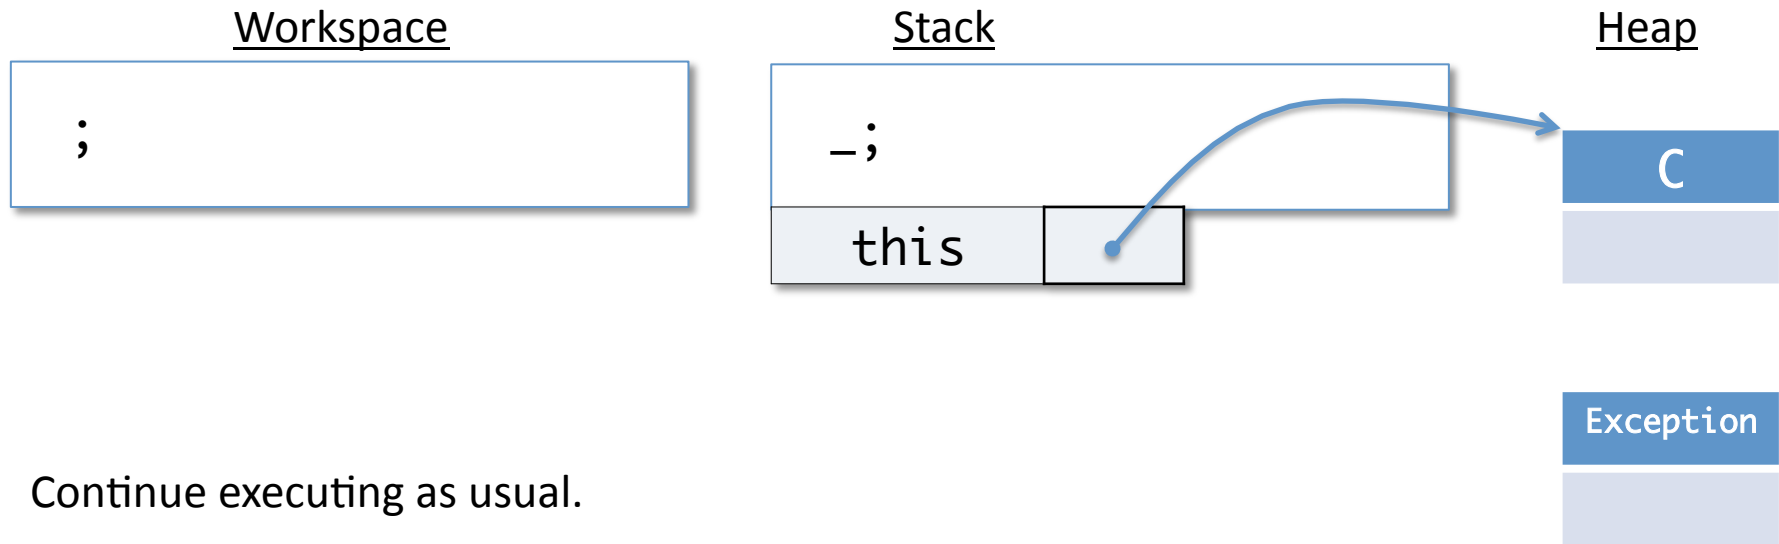 Workspace
Stack
Heap
;
_;
C
this
Exception
Continue executing as usual.